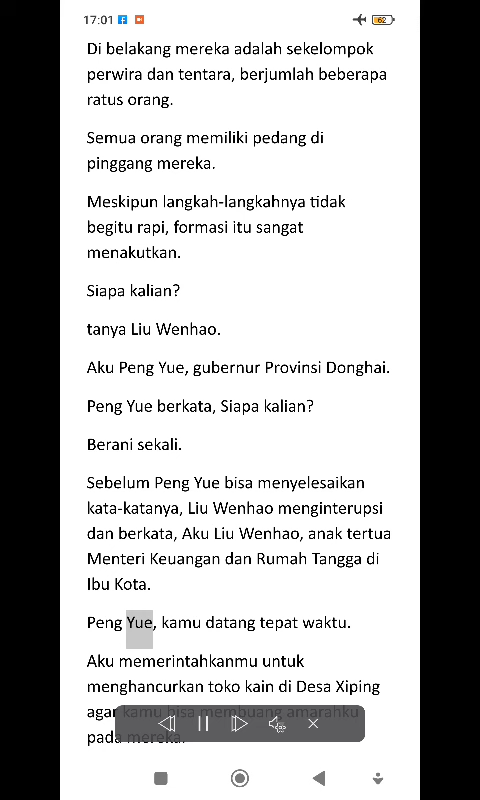 17:01
62
Di belakang mereka adalah sekelompok
perwira dan tentara, berjumlah beberapa
ratus orang.
Semua orang memiliki pedang di
pinggang mereka.
Meskipun langkah-langkahnya tidak
begitu rapi, formasi itu sangat
menakutkan.
Siapa kalian?
tanya Liu Wenhao.
Aku Peng Yue, gubernur Provinsi Donghai.
Peng Yue berkata, Siapa kalian?
Berani sekali.
Sebelum Peng Yue bisa menyelesaikan
kata-katanya, Liu Wenhao menginterupsi
dan berkata, Aku Liu Wenhao, anak tertua
Menteri Keuangan dan Rumah Tangga di
Ibu Kota.
Peng Yue, kamu datang tepat waktu.
Aku memerintahkanmu untuk
menghancurkan toko kain di Desa Xiping
agar kamu bisa membuang amarahku
pada mereka.